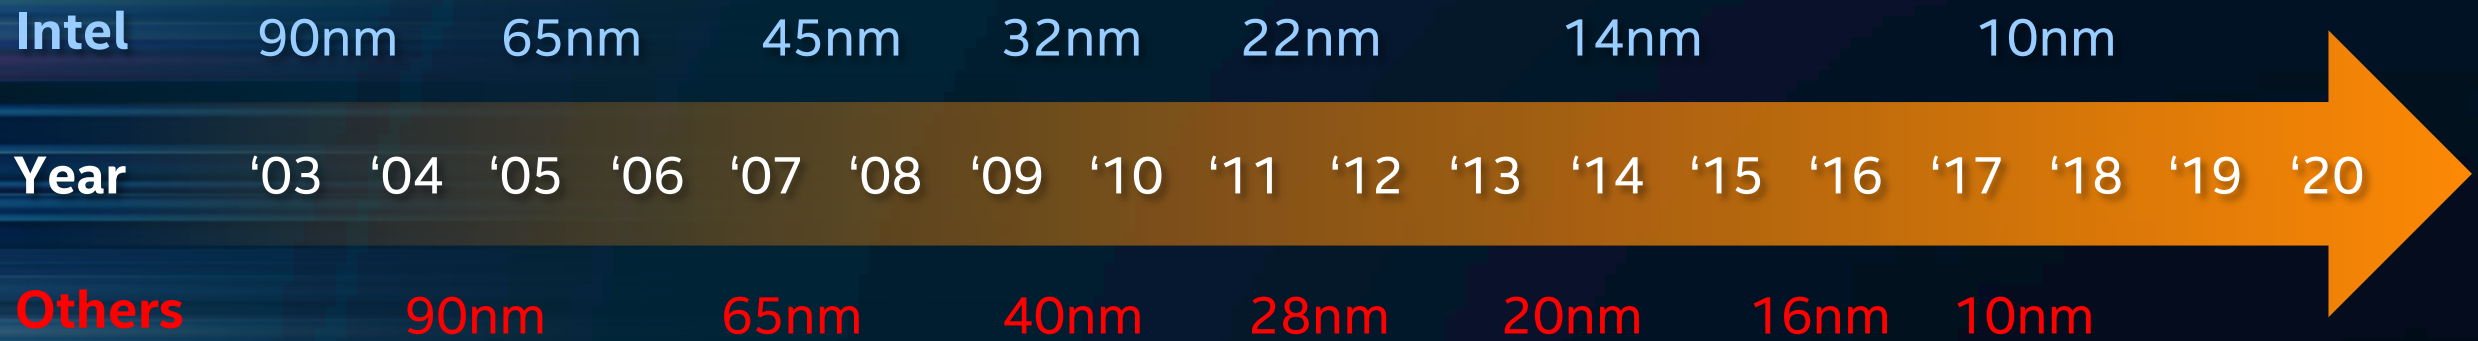 Intel 90nm 65nm 45nm 32nm 22nm 14nm 10nm
Year ‘03 ‘04 ‘05 ‘06 ‘07 ‘08 ‘09 ‘10 ‘11 ‘12 ‘13 ‘14 ‘15 ‘16 ‘17 ‘18 ‘19 ‘20
Others 90nm 65nm 40nm 28nm 20nm 16nm 10nm